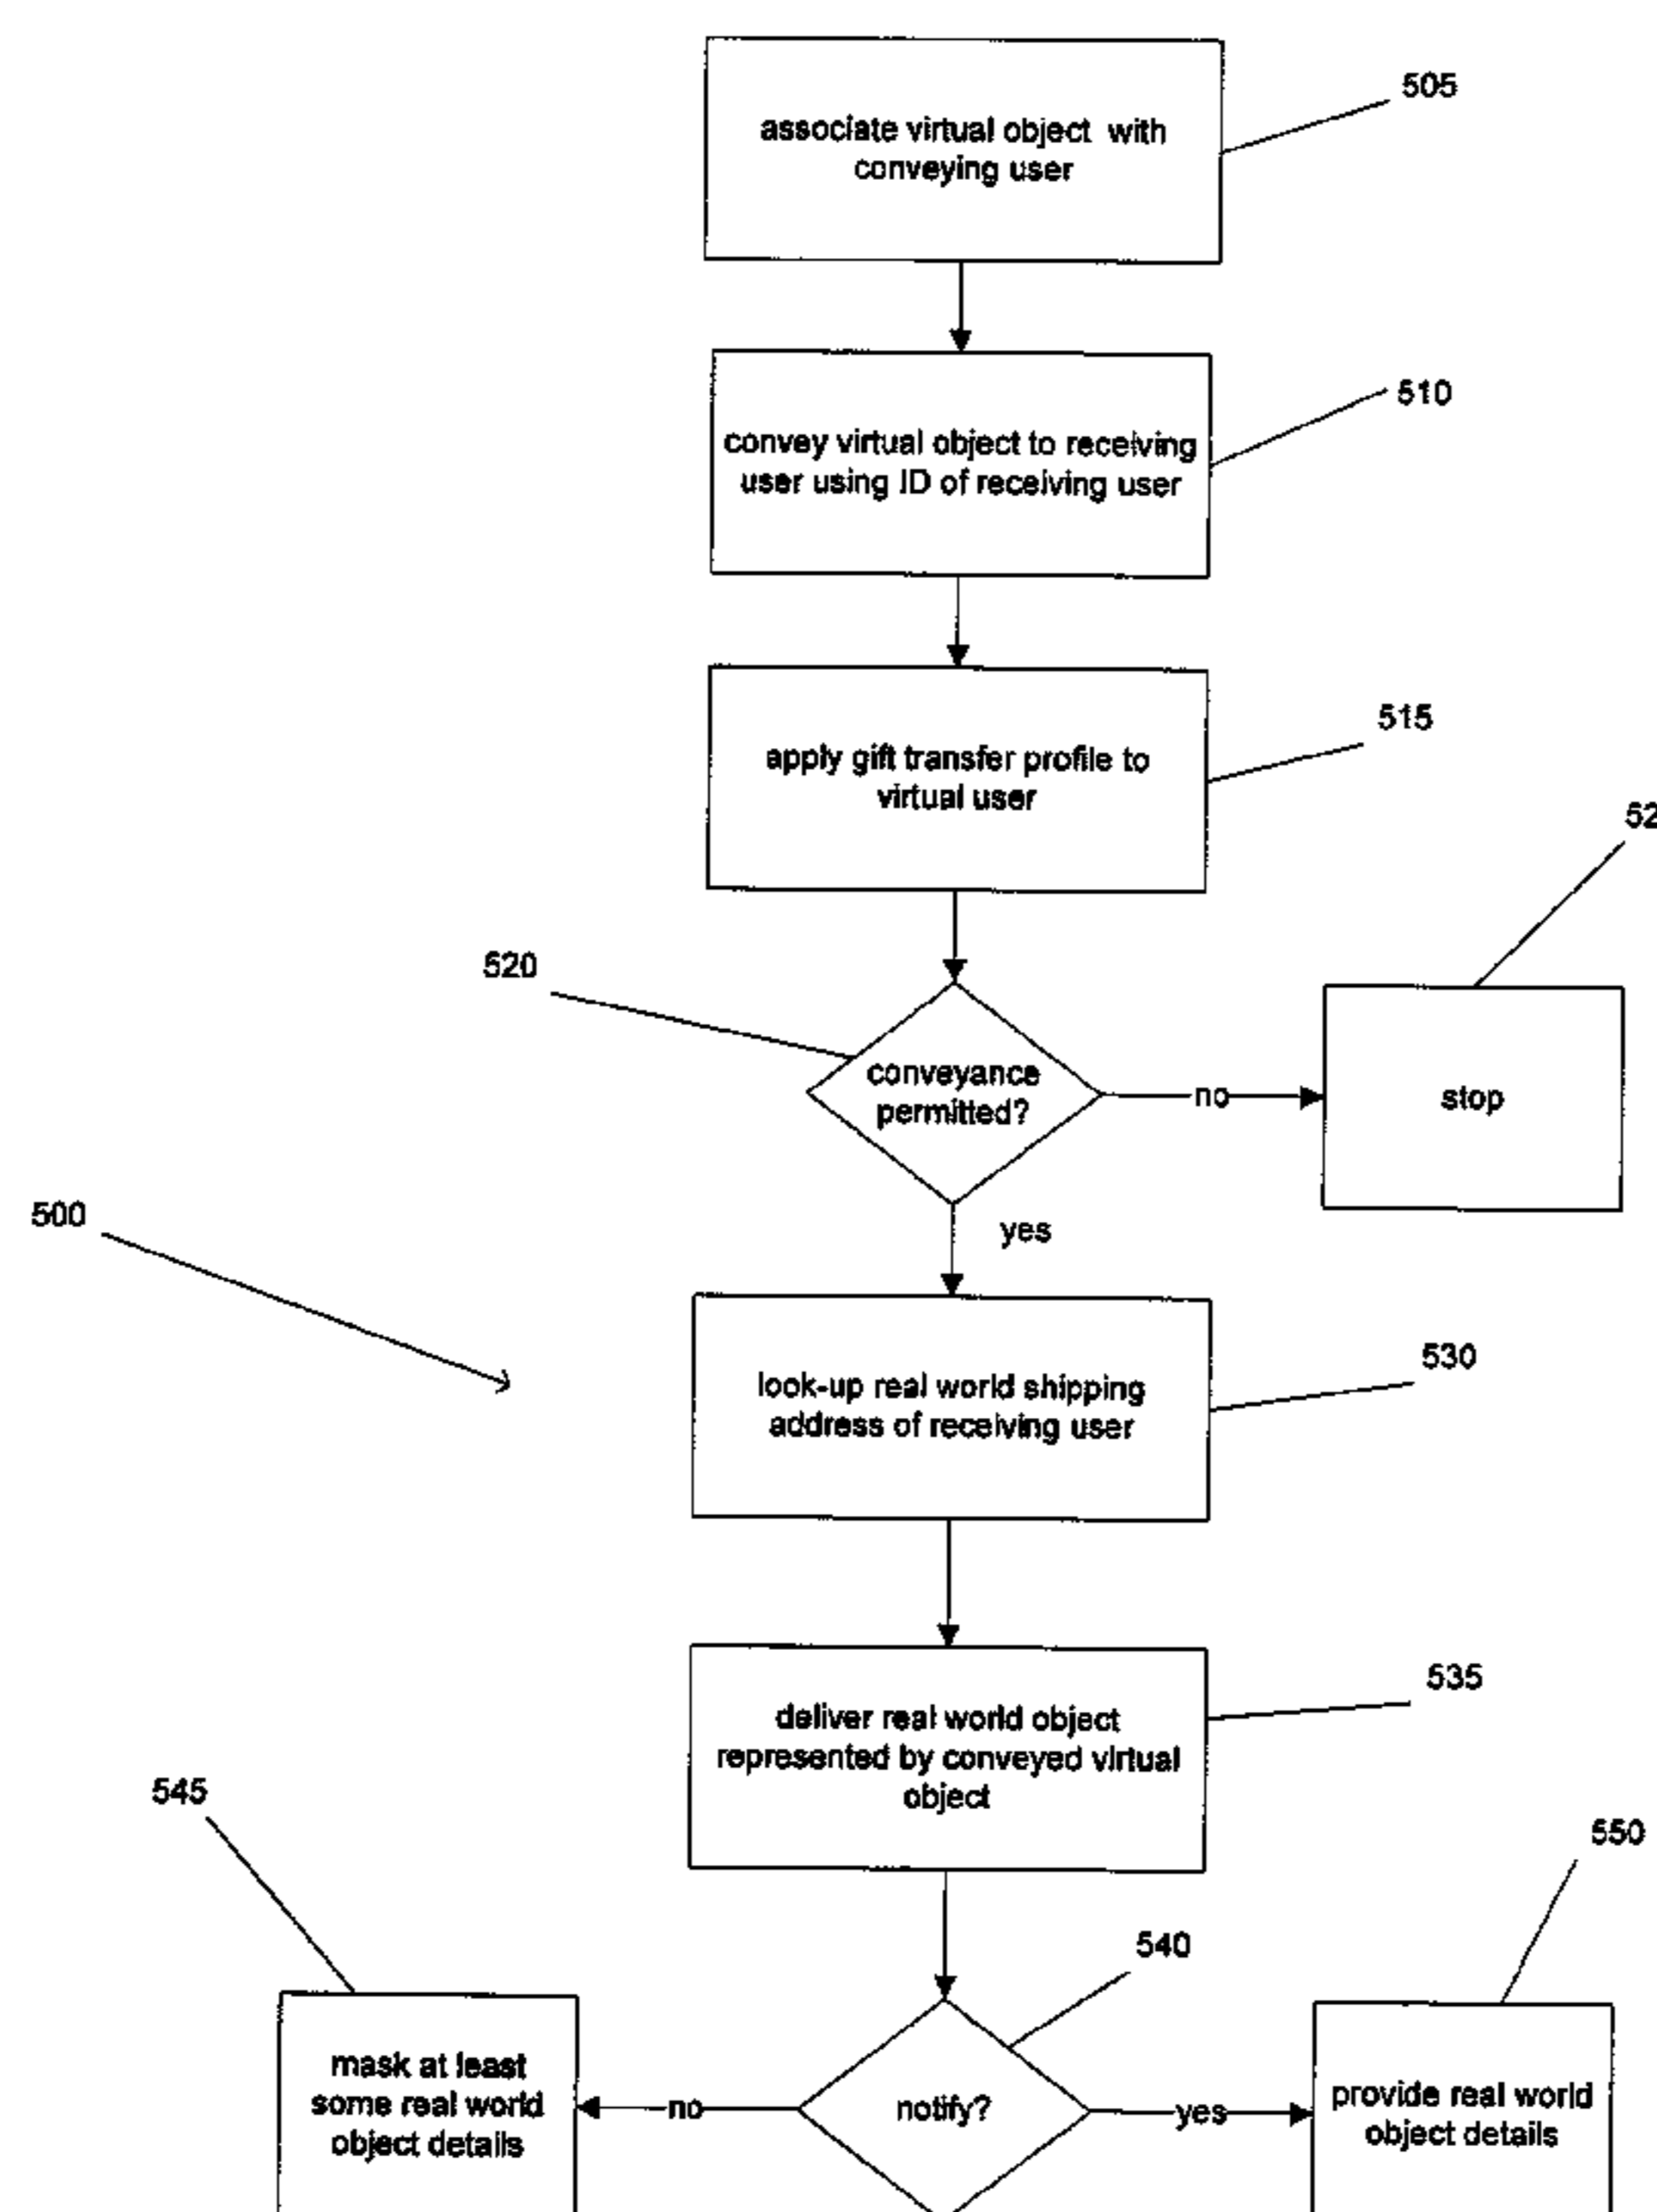 505
associate virtual object with
conveying user
510
convey virtual object to receiving
user using ID of receiving user
515
apply gift transfer profile to
virtual user
52
520
conveyance
permitted?
no
stop
500
yes
530
look-up real world shipping
address of receiving user
535
deliver real world object
represented by conveyed virtual
object
545
550
540
mask at least
some real world
object details
no
notify?
yes
provide real world
object details